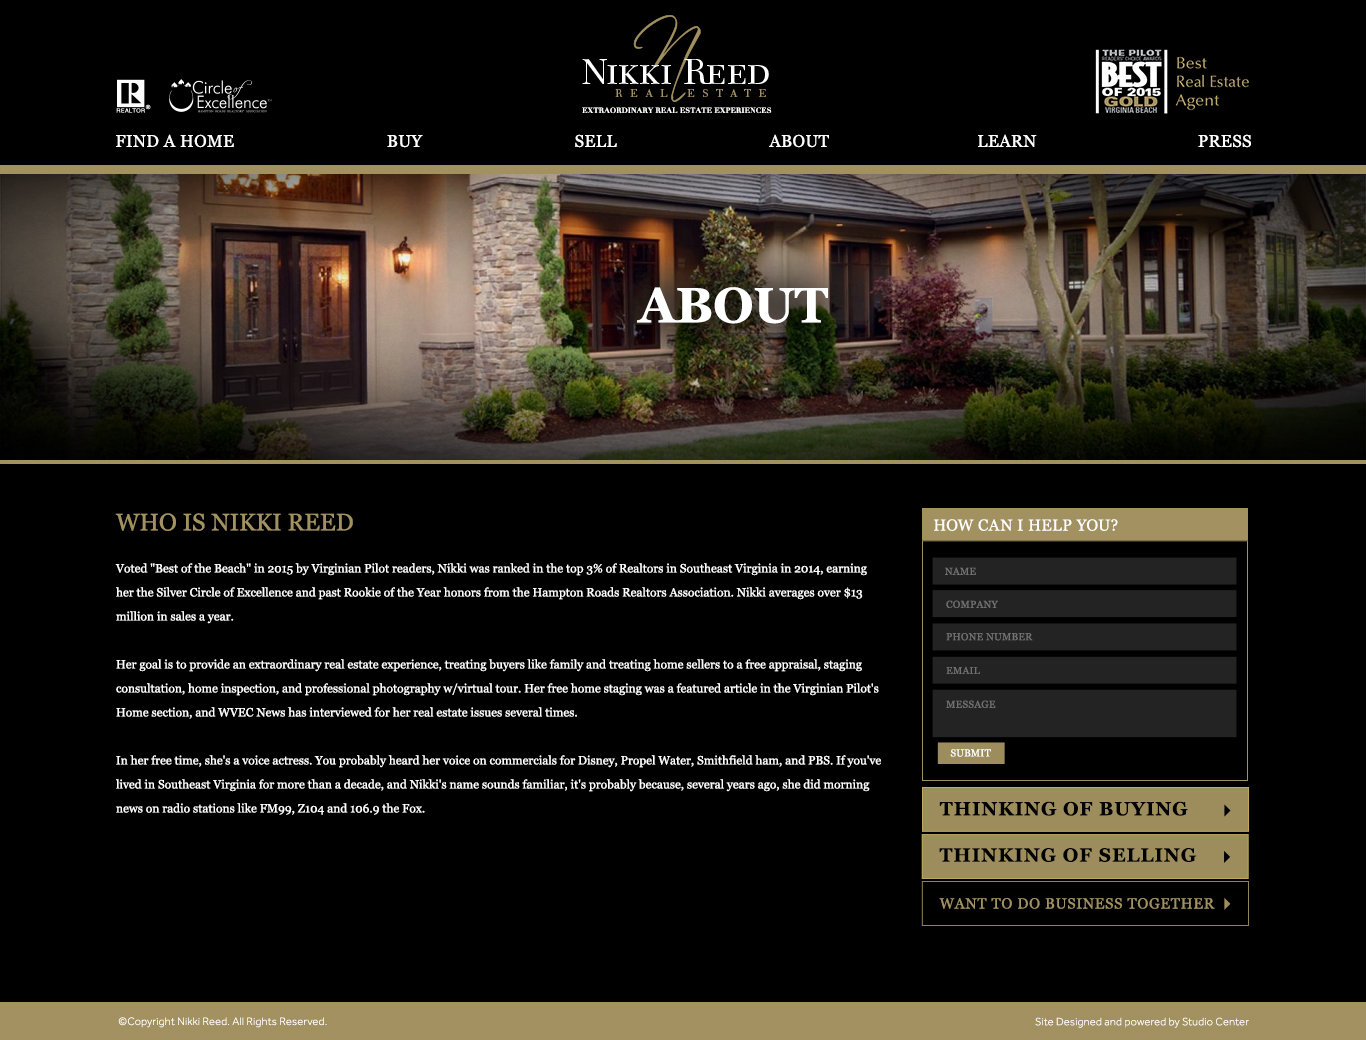 NIKKI REED
REAL ESTATE
EXTRAORDINARY REAL ESTATE EXPERIENCES
R
REALTOR®
Circle of
Excellence
THE PILOT
READERS' CHOICE AWARDS
BEST
OF 2015
GOLD
VIRGINIA BEACH
Best
Real Estate
Agent
FIND A HOME
BUY
SELL
ABOUT
LEARN
PRESS
ABOUT
WHO IS NIKKI REED
Voted "Best of the Beach" in 2015 by Virginian Pilot readers, Nikki was ranked in the top 3% of Realtors in Southeast Virginia in 2014, earning
her the Silver Circle of Excellence and past Rookie of the Year honors from the Hampton Roads Realtors Association. Nikki averages over $13
million in sales a year.
Her goal is to provide an extraordinary real estate experience, treating buyers like family and treating home sellers to a free appraisal, staging
consultation, home inspection, and professional photography w/virtual tour. Her free home staging was a featured article in the Virginian Pilot's
Home section, and WVEC News has interviewed for her real estate issues several times.
In her free time, she's a voice actress. You probably heard her voice on commercials for Disney, Propel Water, Smithfield ham, and PBS. If you've
lived in Southeast Virginia for more than a decade, and Nikki's name sounds familiar, it's probably because, several years ago, she did morning
news on radio stations like FM99, Z104 and 106.9 the Fox.
HOW CAN I HELP YOU?
NAME
COMPANY
PHONE NUMBER
EMAIL
MESSAGE
SUBMIT
THINKING OF BUYING
THINKING OF SELLING
WANT TO DO BUSINESS TOGETHER
©Copyright Nikki Reed. All Rights Reserved.
Site Designed and powered by Studio Center